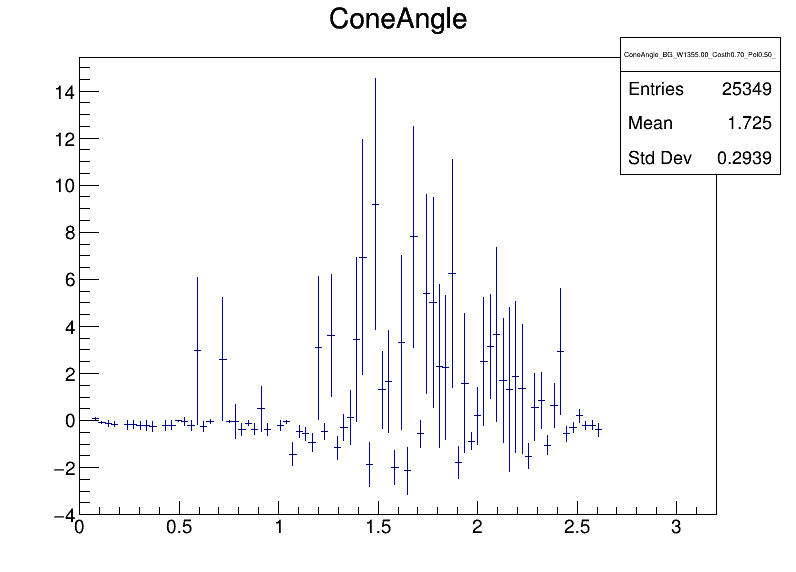 ConeAngle
ConeAngle_BG_W1355.00_Costh0.70_Pol0.50_
Entries 25349
Mean 1.725
Std Dev 0.2939
14
12
10
8
6
4
2
0
−2
−4
0 0.5 1 1.5 2 2.5 3